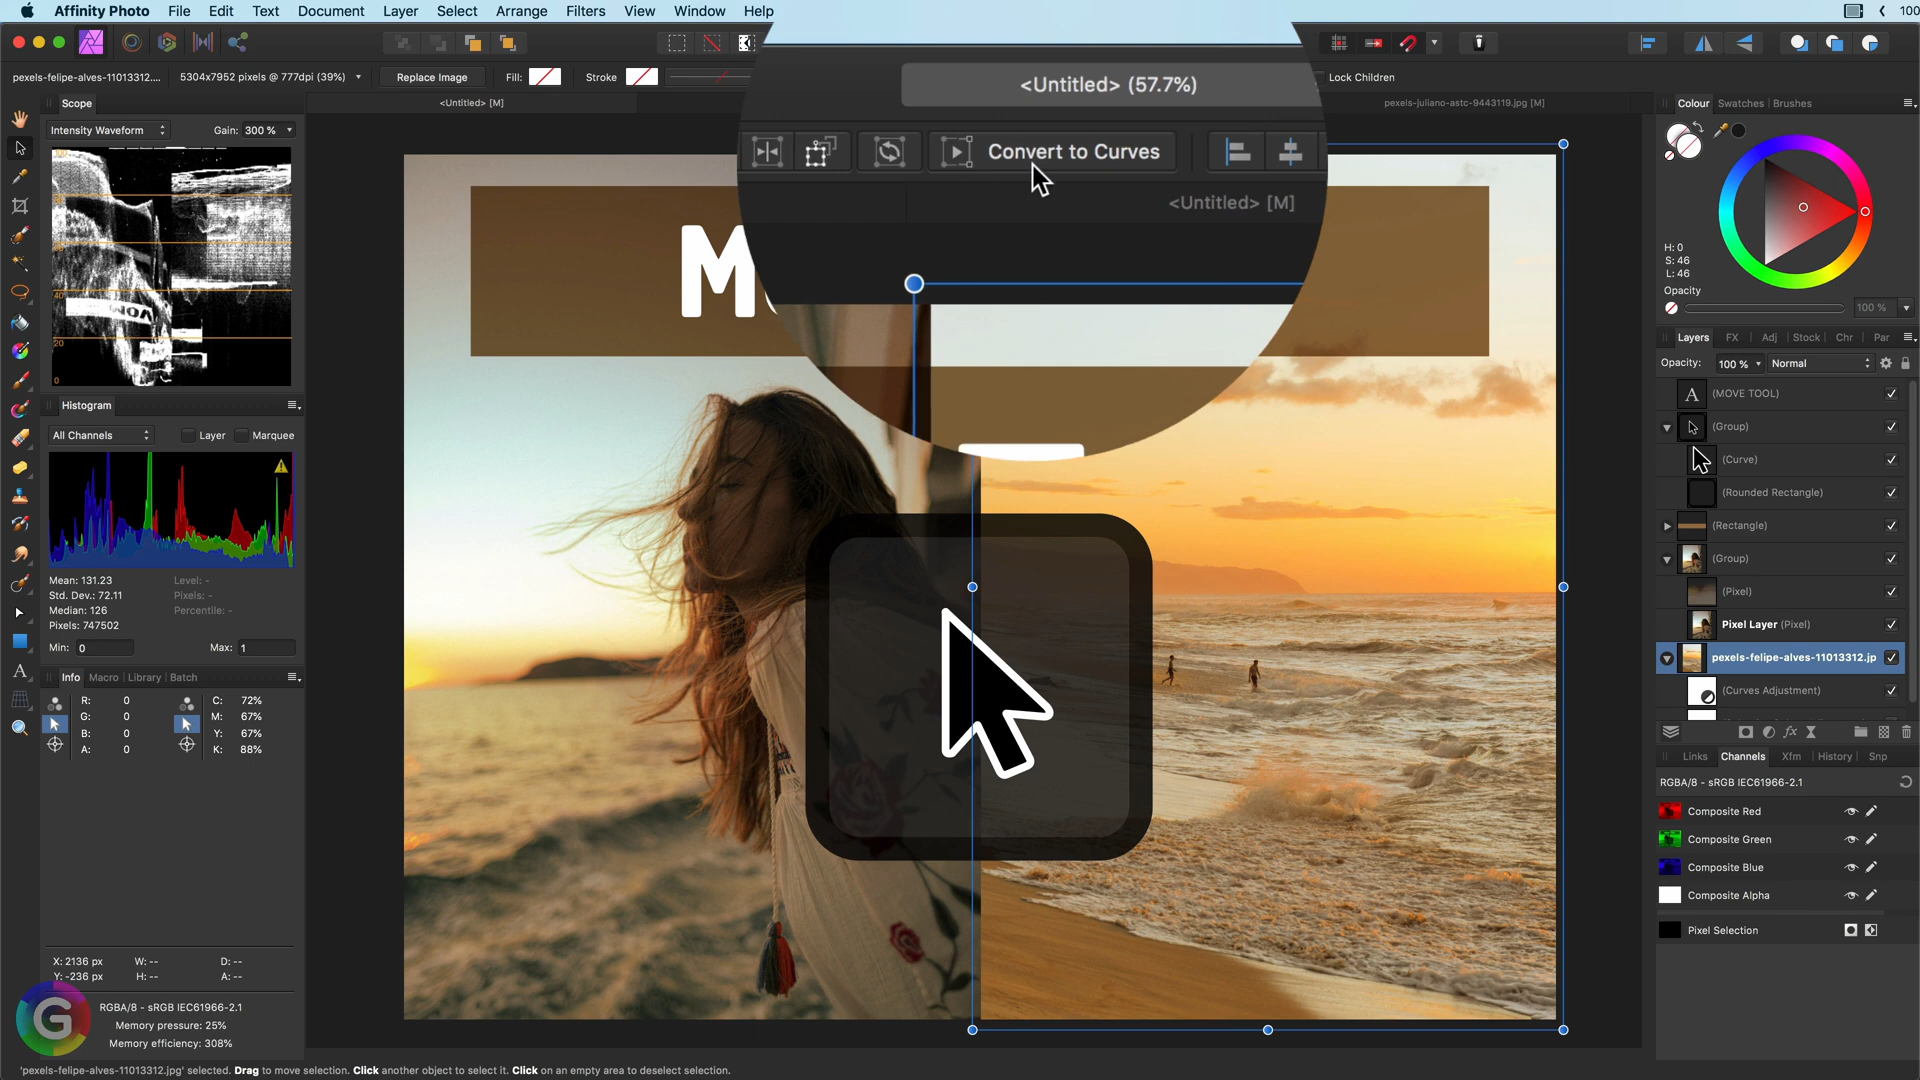 Affinity Photo File Edit Text Document Layer Select Arrange Filters View Window Help
100
pexels-felipe-alves-11013312.... 5304x7952 pixels @ 777dpi (39%) Replace Image Fill: Stroke Lock Children
<Untitled> (57.7%)
Convert to Curves
<Untitled> [M]
<Untitled> [M]
pexels-juliano-astc-9443119.jpg [M]
M
Scope
Intensity Waveform Gain: 300 %
100
40
20
0
Histogram
All Channels Layer Marquee
Mean: 131.23 Level: -
Std. Dev.: 72.11 Pixels: -
Median: 126 Percentile: -
Pixels: 747502
Min: 0 Max: 1
Info Macro Library Batch
R: 0 C: 72%
G: 0 M: 67%
B: 0 Y: 67%
A: 0 K: 88%
X: 2136 px W: -- D: --
Y: -236 px H: -- A: --
G
RGBA/8 - sRGB IEC61966-2.1
Memory pressure: 25%
Memory efficiency: 308%
'pexels-felipe-alves-11013312.jpg' selected. Drag to move selection. Click another object to select it. Click on an empty area to deselect selection.
Colour Swatches Brushes
H: 0
S: 46
L: 46
Opacity
100 %
Layers FX Adj Stock Chr Par
Opacity: 100 % Normal
A (MOVE TOOL)
(Group)
(Curve)
(Rounded Rectangle)
(Rectangle)
(Group)
(Pixel)
Pixel Layer (Pixel)
pexels-felipe-alves-11013312.jp
(Curves Adjustment)
Links Channels Xfm History Snp
RGBA/8 - sRGB IEC61966-2.1
Composite Red
Composite Green
Composite Blue
Composite Alpha
Pixel Selection